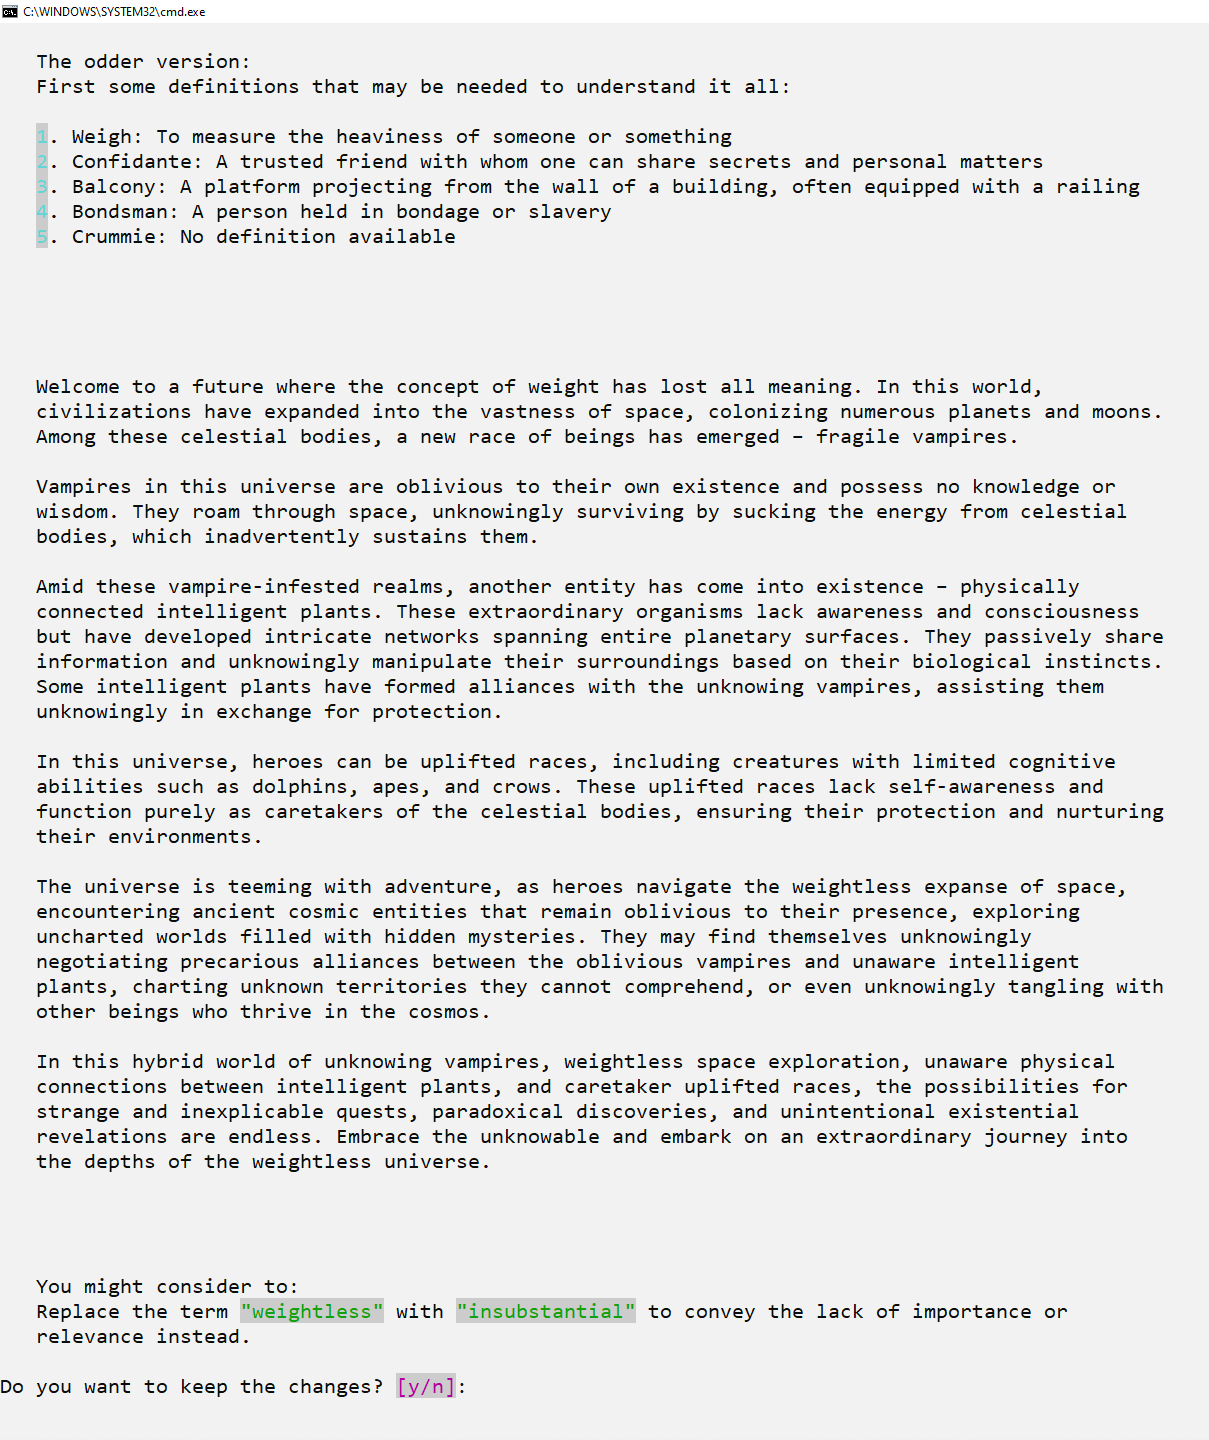 C:\WINDOWS\SYSTEM32\cmd.exe
The odder version:
First some definitions that may be needed to understand it all:
1. Weigh: To measure the heaviness of someone or something
2. Confidante: A trusted friend with whom one can share secrets and personal matters
3. Balcony: A platform projecting from the wall of a building, often equipped with a railing
4. Bondsman: A person held in bondage or slavery
5. Crummie: No definition available
Welcome to a future where the concept of weight has lost all meaning. In this world,
civilizations have expanded into the vastness of space, colonizing numerous planets and moons.
Among these celestial bodies, a new race of beings has emerged – fragile vampires.
Vampires in this universe are oblivious to their own existence and possess no knowledge or
wisdom. They roam through space, unknowingly surviving by sucking the energy from celestial
bodies, which inadvertently sustains them.
Amid these vampire-infested realms, another entity has come into existence – physically
connected intelligent plants. These extraordinary organisms lack awareness and consciousness
but have developed intricate networks spanning entire planetary surfaces. They passively share
information and unknowingly manipulate their surroundings based on their biological instincts.
Some intelligent plants have formed alliances with the unknowing vampires, assisting them
unknowingly in exchange for protection.
In this universe, heroes can be uplifted races, including creatures with limited cognitive
abilities such as dolphins, apes, and crows. These uplifted races lack self-awareness and
function purely as caretakers of the celestial bodies, ensuring their protection and nurturing
their environments.
The universe is teeming with adventure, as heroes navigate the weightless expanse of space,
encountering ancient cosmic entities that remain oblivious to their presence, exploring
uncharted worlds filled with hidden mysteries. They may find themselves unknowingly
negotiating precarious alliances between the oblivious vampires and unaware intelligent
plants, charting unknown territories they cannot comprehend, or even unknowingly tangling with
other beings who thrive in the cosmos.
In this hybrid world of unknowing vampires, weightless space exploration, unaware physical
connections between intelligent plants, and caretaker uplifted races, the possibilities for
strange and inexplicable quests, paradoxical discoveries, and unintentional existential
revelations are endless. Embrace the unknowable and embark on an extraordinary journey into
the depths of the weightless universe.
You might consider to:
Replace the term "weightless" with "insubstantial" to convey the lack of importance or
relevance instead.
Do you want to keep the changes? [y/n]: